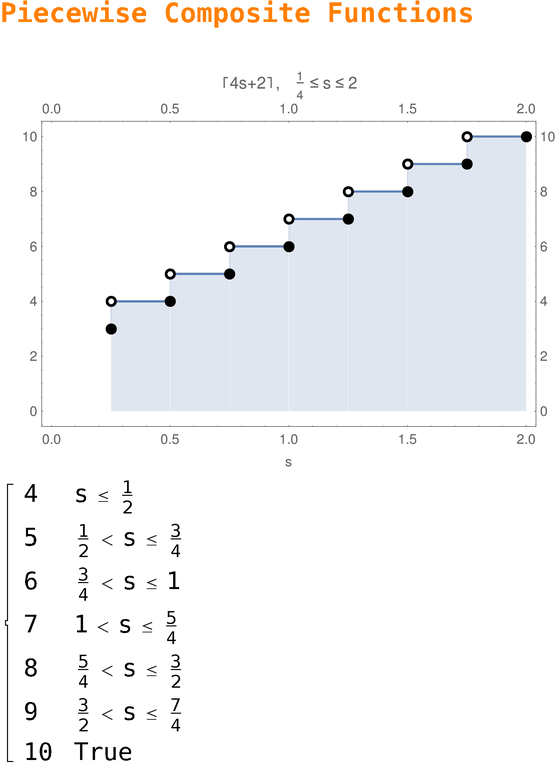 Piecewise Composite Functions
⌈4s+2⌉, 1/4 ≤ s ≤ 2
0.0 0.5 1.0 1.5 2.0
10 10
8 8
6 6
4 4
2 2
0 0
0.0 0.5 1.0 1.5 2.0
s
4 s ≤ 1/2
5 1/2 < s ≤ 3/4
6 3/4 < s ≤ 1
7 1 < s ≤ 5/4
8 5/4 < s ≤ 3/2
9 3/2 < s ≤ 7/4
10 True